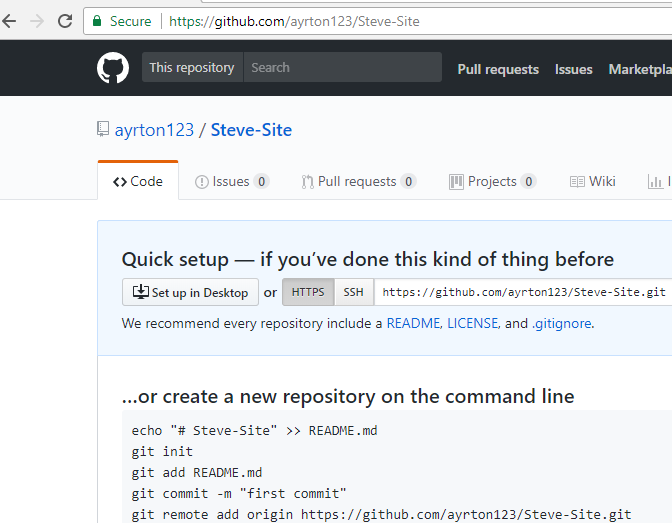 Secure https://github.com/ayrton123/Steve-Site
This repository Search Pull requests Issues Marketpla
ayrton123 / Steve-Site
Code Issues 0 Pull requests 0 Projects 0 Wiki I
Quick setup — if you’ve done this kind of thing before
Set up in Desktop or HTTPS SSH https://github.com/ayrton123/Steve-Site.git
We recommend every repository include a README, LICENSE, and .gitignore.
…or create a new repository on the command line
echo "# Steve-Site" >> README.md
git init
git add README.md
git commit -m "first commit"
git remote add origin https://github.com/ayrton123/Steve-Site.git